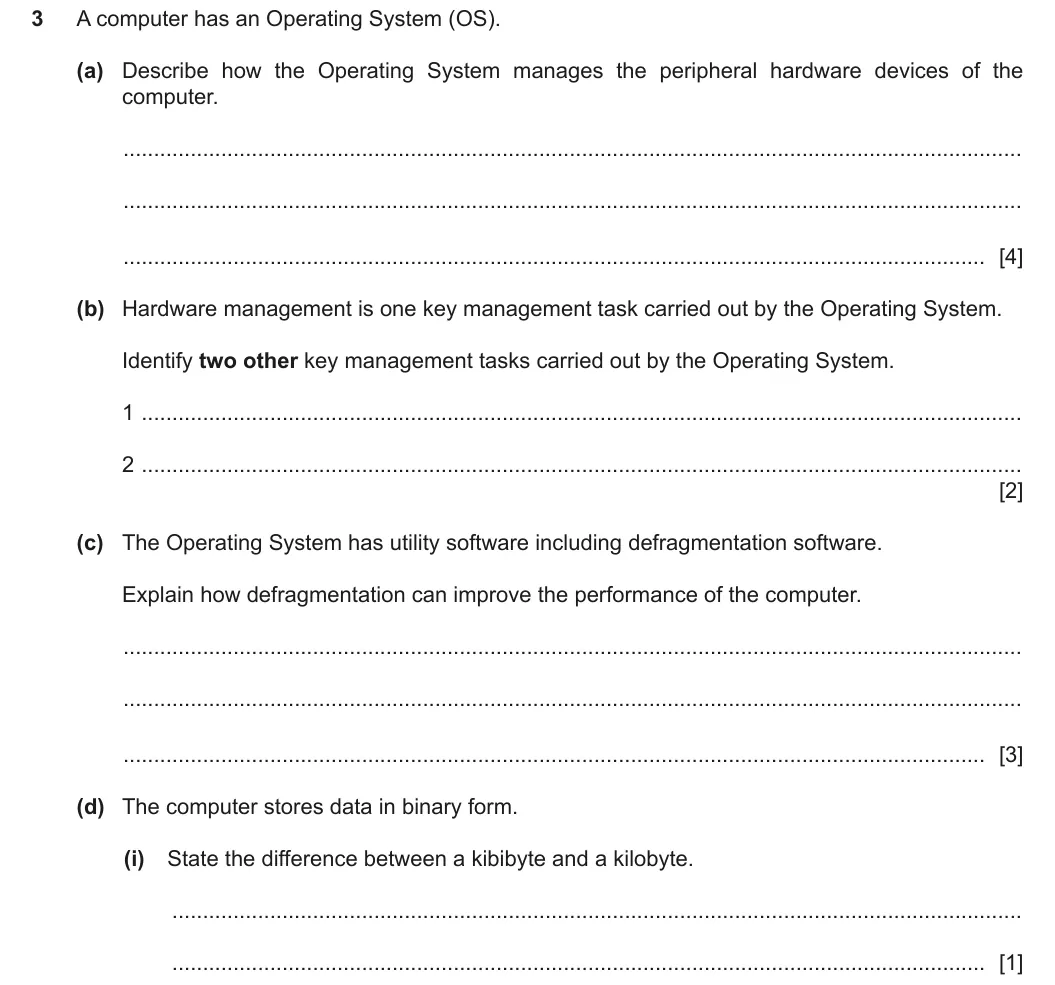 3 A computer has an Operating System (OS).
(a) Describe how the Operating System manages the peripheral hardware devices of the
computer.
..........................................................................................................................................
..........................................................................................................................................
.................................................................................................................................... [4]
(b) Hardware management is one key management task carried out by the Operating System.
Identify two other key management tasks carried out by the Operating System.
1 .......................................................................................................................................
2 .......................................................................................................................................
[2]
(c) The Operating System has utility software including defragmentation software.
Explain how defragmentation can improve the performance of the computer.
..........................................................................................................................................
..........................................................................................................................................
.................................................................................................................................... [3]
(d) The computer stores data in binary form.
(i) State the difference between a kibibyte and a kilobyte.
..................................................................................................................................
............................................................................................................................ [1]